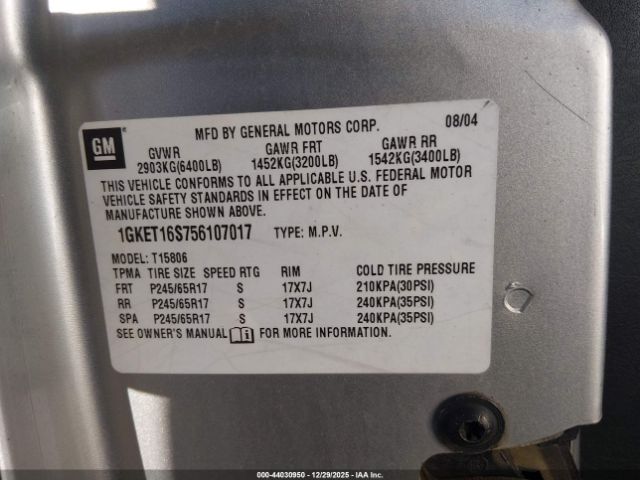 GM
MFD BY GENERAL MOTORS CORP. 08/04
GVWR GAWR FRT GAWR RR
2903KG(6400LB) 1452KG(3200LB) 1542KG(3400LB)
THIS VEHICLE CONFORMS TO ALL APPLICABLE U.S. FEDERAL MOTOR
VEHICLE SAFETY STANDARDS IN EFFECT ON THE DATE OF
MANUFACTURE SHOWN ABOVE.
1GKET16S756107017 TYPE: M.P.V.
MODEL: T15806
TPMA TIRE SIZE SPEED RTG RIM COLD TIRE PRESSURE
FRT P245/65R17 S 17X7J 210KPA(30PSI)
RR P245/65R17 S 17X7J 240KPA(35PSI)
SPA P245/65R17 S 17X7J 240KPA(35PSI)
SEE OWNER'S MANUAL i FOR MORE INFORMATION.
000-44030950 - 12/29/2025 - IAA Inc.